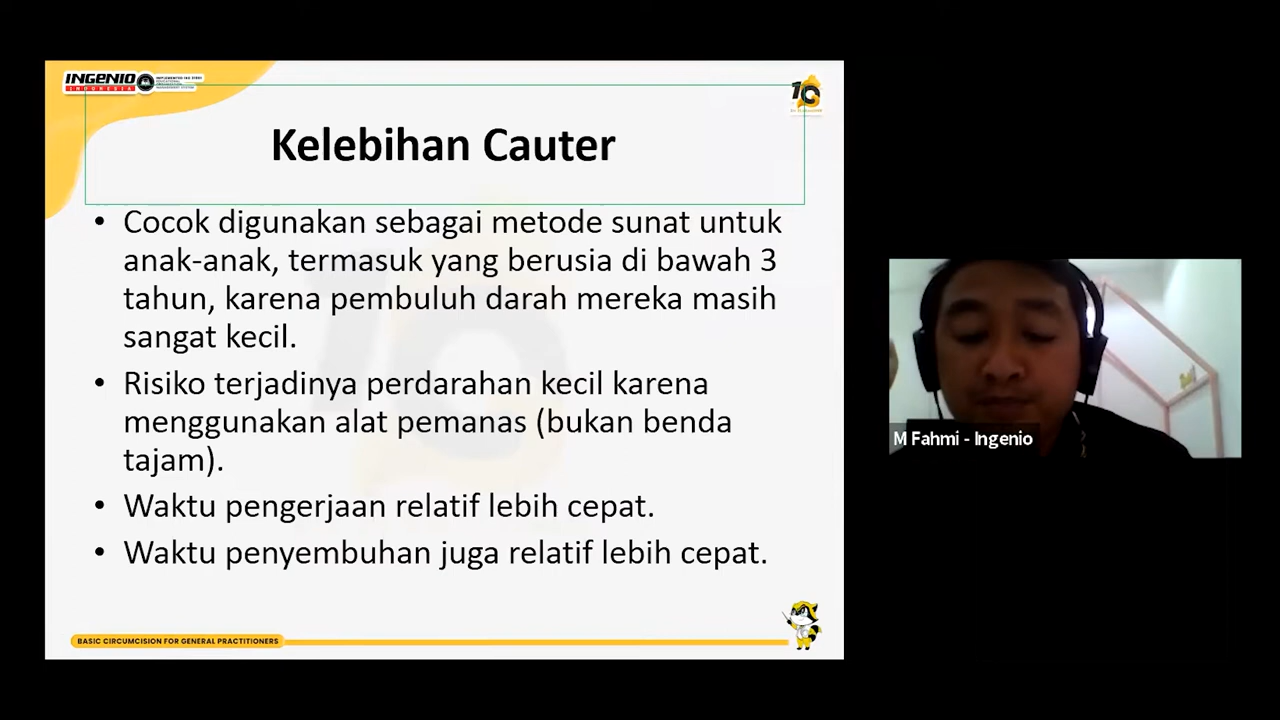 INGENIO
INDONESIA
Kelebihan Cauter
• Cocok digunakan sebagai metode sunat untuk
anak-anak, termasuk yang berusia di bawah 3
tahun, karena pembuluh darah mereka masih
sangat kecil.
• Risiko terjadinya perdarahan kecil karena
menggunakan alat pemanas (bukan benda
tajam).
• Waktu pengerjaan relatif lebih cepat.
• Waktu penyembuhan juga relatif lebih cepat.
BASIC CIRCUMCISION FOR GENERAL PRACTITIONERS
M Fahmi - Ingenio